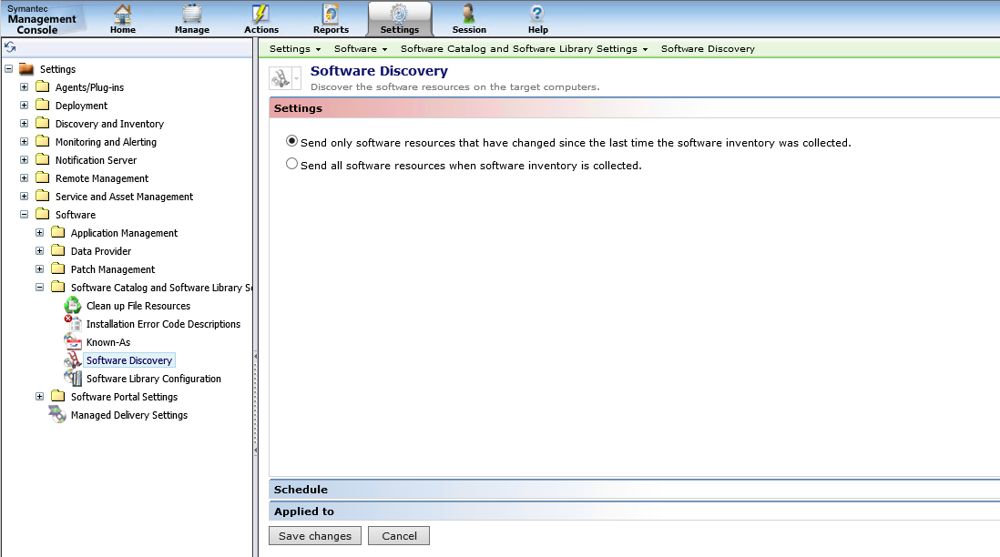 Symantec
Management
Console
Home
Manage
Actions
Reports
Settings
Session
Help
Settings
Software
Software Catalog and Software Library Settings
Software Discovery
Settings
Agents/Plug-ins
Deployment
Discovery and Inventory
Monitoring and Alerting
Notification Server
Remote Management
Service and Asset Management
Software
Application Management
Data Provider
Patch Management
Software Catalog and Software Library Se
Clean up File Resources
Installation Error Code Descriptions
Known-As
Software Discovery
Software Library Configuration
Software Portal Settings
Managed Delivery Settings
Software Discovery
Discover the software resources on the target computers.
Settings
Send only software resources that have changed since the last time the software inventory was collected.
Send all software resources when software inventory is collected.
Schedule
Applied to
Save changes
Cancel